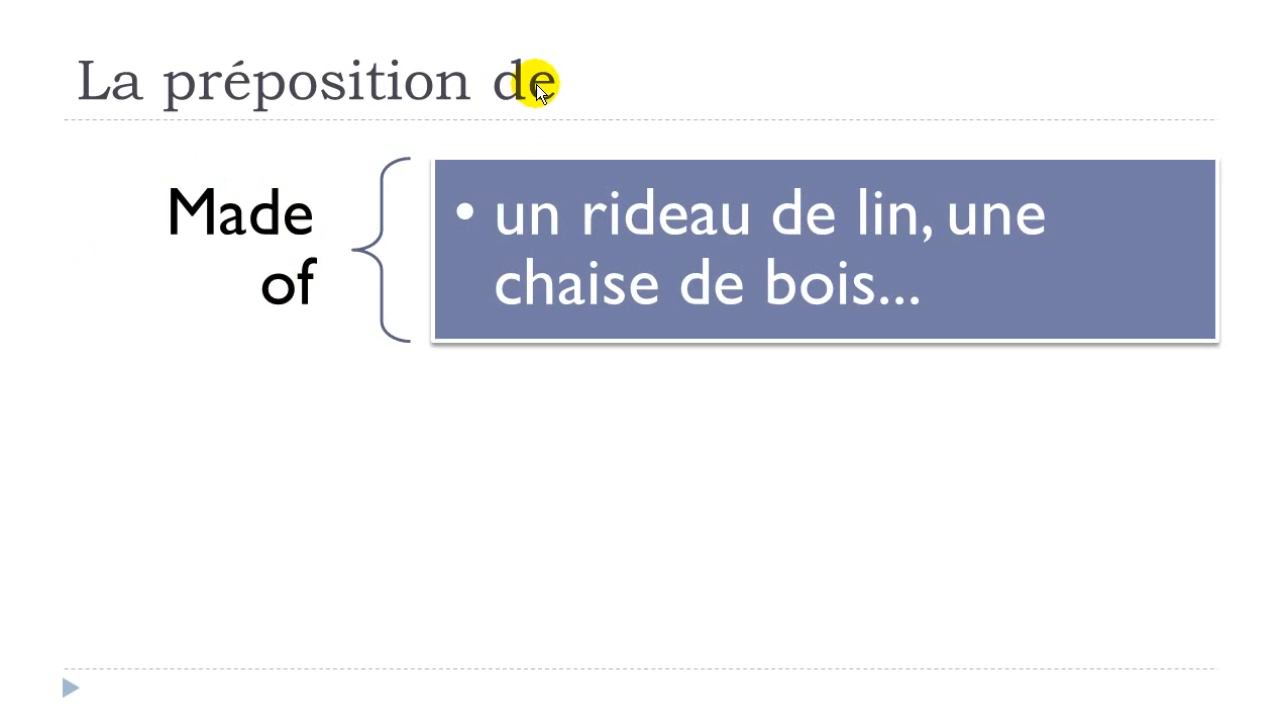 La préposition de
Made
of
• un rideau de lin, une
chaise de bois...